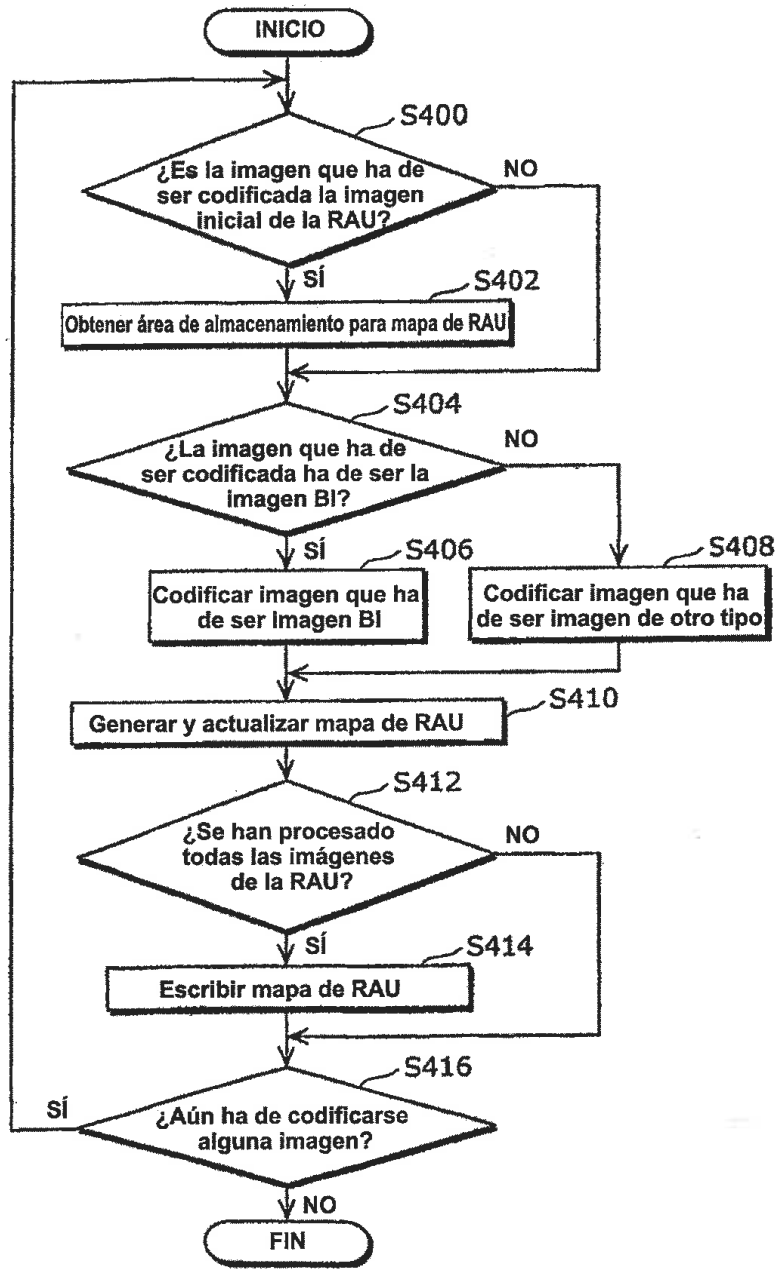 INICIO
S400
¿Es la imagen que ha de
ser codificada la imagen
inicial de la RAU?
NO
SÍ
S402
Obtener área de almacenamiento para mapa de RAU
S404
¿La imagen que ha de
ser codificada ha de ser la
imagen BI?
NO
SÍ
S406
S408
Codificar imagen que ha
de ser Imagen BI
Codificar imagen que ha
de ser imagen de otro tipo
S410
Generar y actualizar mapa de RAU
S412
¿Se han procesado
todas las imágenes
de la RAU?
NO
SÍ
S414
Escribir mapa de RAU
S416
SÍ
¿Aún ha de codificarse
alguna imagen?
NO
FIN